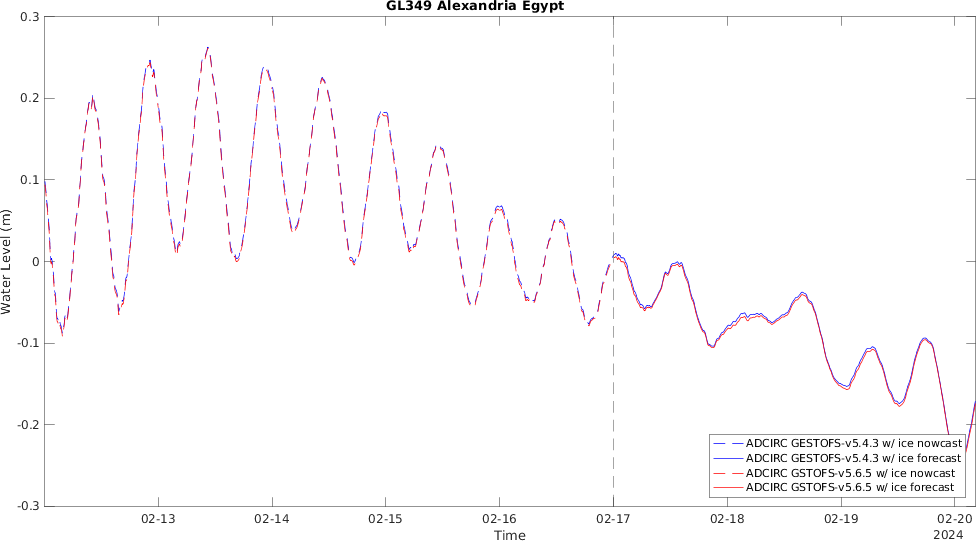 GL349 Alexandria Egypt
0.3
0.2
0.1
0
-0.1
-0.2
-0.3
Water Level (m)
ADCIRC GESTOFS-v5.4.3 w/ ice nowcast
ADCIRC GESTOFS-v5.4.3 w/ ice forecast
ADCIRC GSTOFS-v5.6.5 w/ ice nowcast
ADCIRC GSTOFS-v5.6.5 w/ ice forecast
02-13 02-14 02-15 02-16 02-17 02-18 02-19 02-20
Time 2024